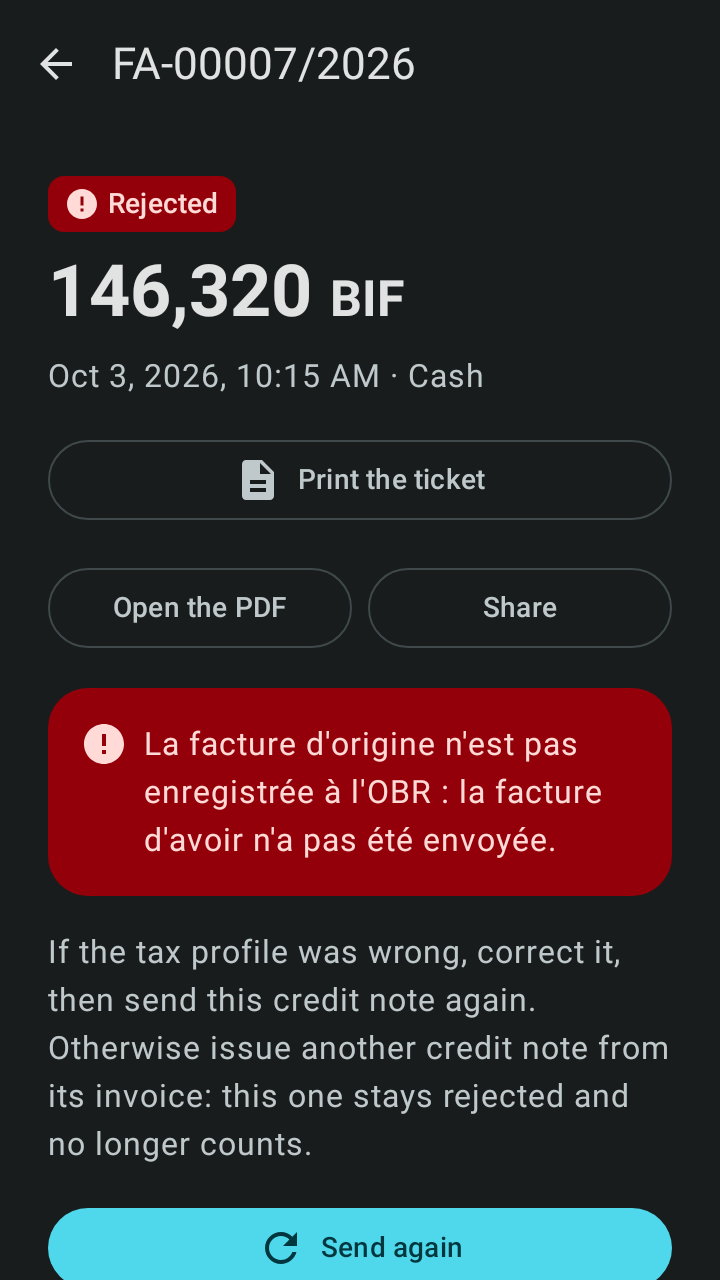 FA-00007/2026
Rejected
146,320 BIF
Oct 3, 2026, 10:15 AM · Cash
Print the ticket
Open the PDF
Share
La facture d'origine n'est pas
enregistrée à l'OBR : la facture
d'avoir n'a pas été envoyée.
If the tax profile was wrong, correct it,
then send this credit note again.
Otherwise issue another credit note from
its invoice: this one stays rejected and
no longer counts.
Send again